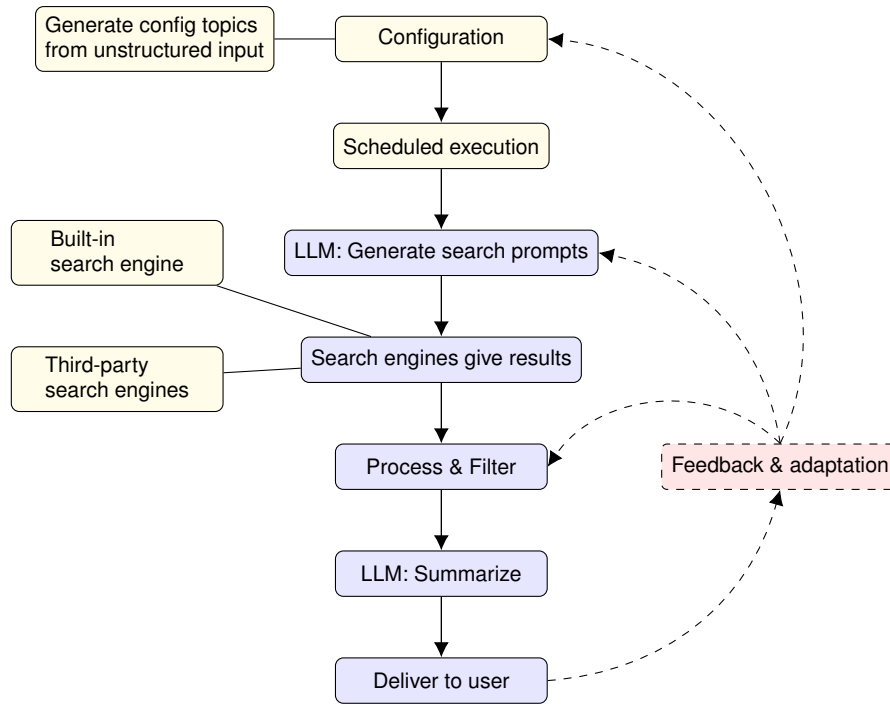 Generate config topics
from unstructured input
Configuration
Scheduled execution
LLM: Generate search prompts
Built-in
search engine
Search engines give results
Third-party
search engines
Process & Filter
Feedback & adaptation
LLM: Summarize
Deliver to user